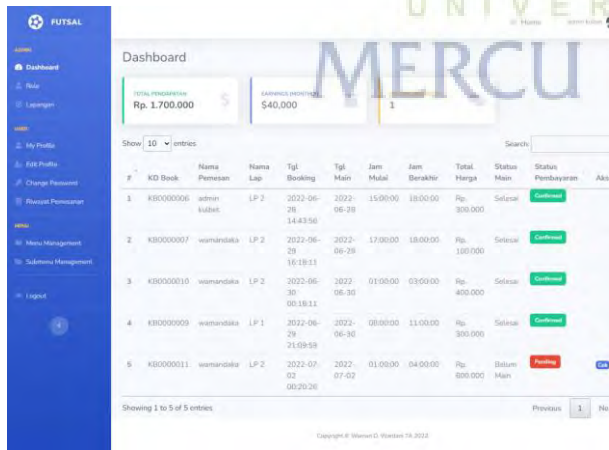 UNIVER
MERCU
FUTSAL
Home
ADMIN
Dashboard
Role
Lapangan
USER
My Profile
Edit Profile
Change Password
Riwayat Pemesanan
MENU
Menu Management
Submenu Management
Logout
Dashboard
TOTAL PENDAPATAN
Rp. 1.700.000
EARNINGS (MONTHLY)
$40,000
1
Show 10 entries
Search:
# KD Book Nama Pemesan Nama Lap Tgl Booking Tgl Main Jam Mulai Jam Berakhir Total Harga Status Main Status Pembayaran
1 KB0000006 admin LP 2 2022-06-28 14:43:56 2022-06-28 15:00:00 18:00:00 Rp. 300.000 Selesai Confirmed
2 KB0000007 wamandaka LP 2 2022-06-29 16:18:11 2022-06-29 17:00:00 18:00:00 Rp. 100.000 Selesai Confirmed
3 KB0000010 wamandaka LP 2 2022-06-30 00:18:11 2022-06-30 01:00:00 03:00:00 Rp. 400.000 Selesai Confirmed
4 KB0000009 wamandaka LP 1 2022-06-29 21:09:59 2022-06-30 08:00:00 11:00:00 Rp. 300.000 Selesai Confirmed
5 KB0000011 wamandaka LP 2 2022-07-02 00:20:26 2022-07-02 01:00:00 04:00:00 Rp. 600.000 Belum Main Pending Cek
Showing 1 to 5 of 5 entries
Previous 1